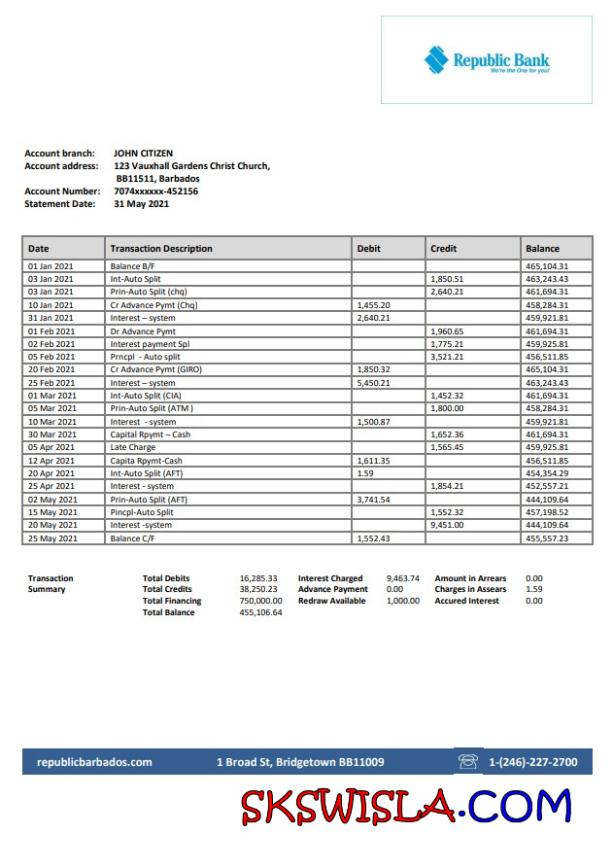 Republic Bank
We're the One for you!
Account branch: JOHN CITIZEN
Account address: 123 Vauxhall Gardens Christ Church,
BB11511, Barbados
Account Number: 7074xxxxxx-452156
Statement Date: 31 May 2021
Date Transaction Description Debit Credit Balance
01 Jan 2021 Balance B/F 465,104.31
03 Jan 2021 Int-Auto Split 1,850.51 463,243.43
03 Jan 2021 Prin-Auto Split (chq) 2,640.21 461,694.31
10 Jan 2021 Cr Advance Pymt (Chq) 1,455.20 458,284.31
31 Jan 2021 Interest – system 2,640.21 459,921.81
01 Feb 2021 Dr Advance Pymt 1,960.65 461,694.31
02 Feb 2021 Interest payment Spl 1,775.21 459,925.81
05 Feb 2021 Prncpl - Auto split 3,521.21 456,511.85
20 Feb 2021 Cr Advance Pymt (GIRO) 1,850.32 465,104.31
25 Feb 2021 Interest – system 5,450.21 463,243.43
01 Mar 2021 Int-Auto Split (CIA) 1,452.32 461,694.31
05 Mar 2021 Prin-Auto Split (ATM ) 1,800.00 458,284.31
10 Mar 2021 Interest - system 1,500.87 459,921.81
30 Mar 2021 Capital Rpymt – Cash 1,652.36 461,694.31
05 Apr 2021 Late Charge 1,565.45 459,925.81
12 Apr 2021 Capita Rpymt-Cash 1,611.35 456,511.85
20 Apr 2021 Int-Auto Split (AFT) 1.59 454,354.29
25 Apr 2021 Interest - system 1,854.21 452,557.21
02 May 2021 Prin-Auto Split (AFT) 3,741.54 444,109.64
15 May 2021 Pincpl-Auto Split 1,552.32 457,198.52
20 May 2021 Interest -system 9,451.00 444,109.64
25 May 2021 Balance C/F 1,552.43 455,557.23
Transaction Total Debits 16,285.33 Interest Charged 9,463.74 Amount in Arrears 0.00
Summary Total Credits 38,250.23 Advance Payment 0.00 Charges in Assears 1.59
Total Financing 750,000.00 Redraw Available 1,000.00 Accured Interest 0.00
Total Balance 455,106.64
republicbarbados.com 1 Broad St, Bridgetown BB11009 1-(246)-227-2700
SKSWISLA.COM